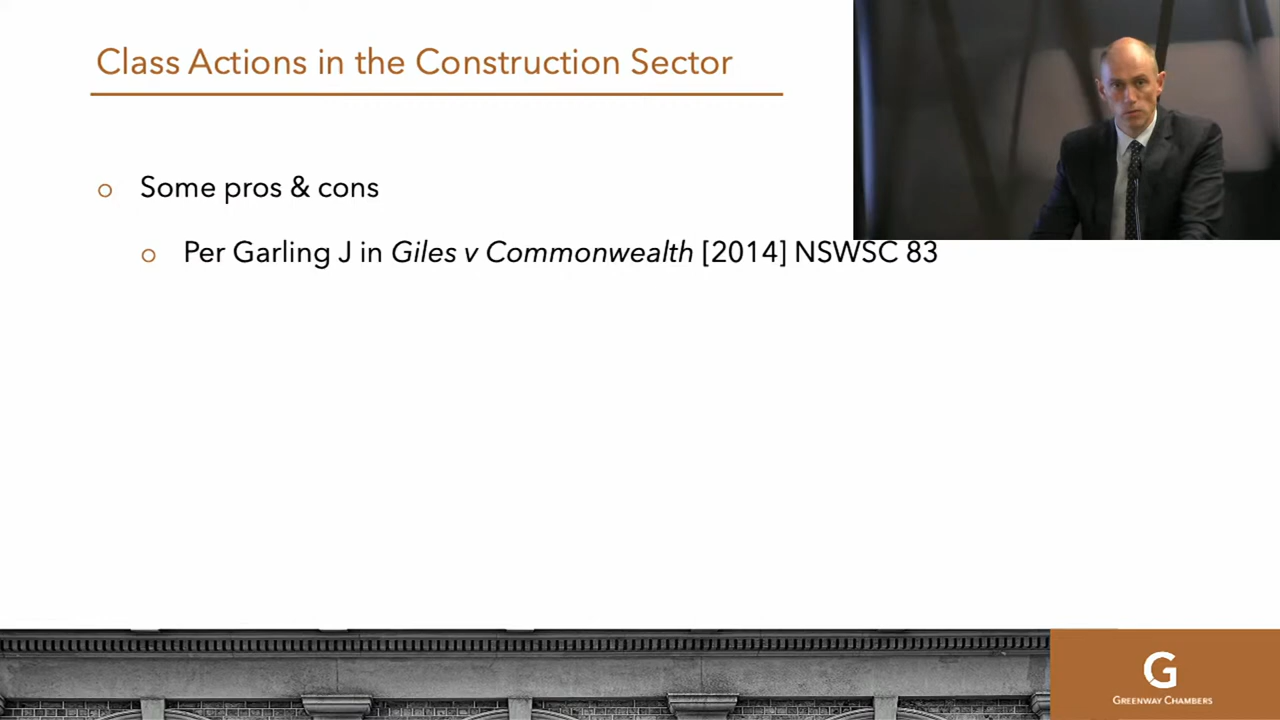 Class Actions in the Construction Sector
Some pros & cons
Per Garling J in Giles v Commonwealth [2014] NSWSC 83
G
GREENWAY CHAMBERS